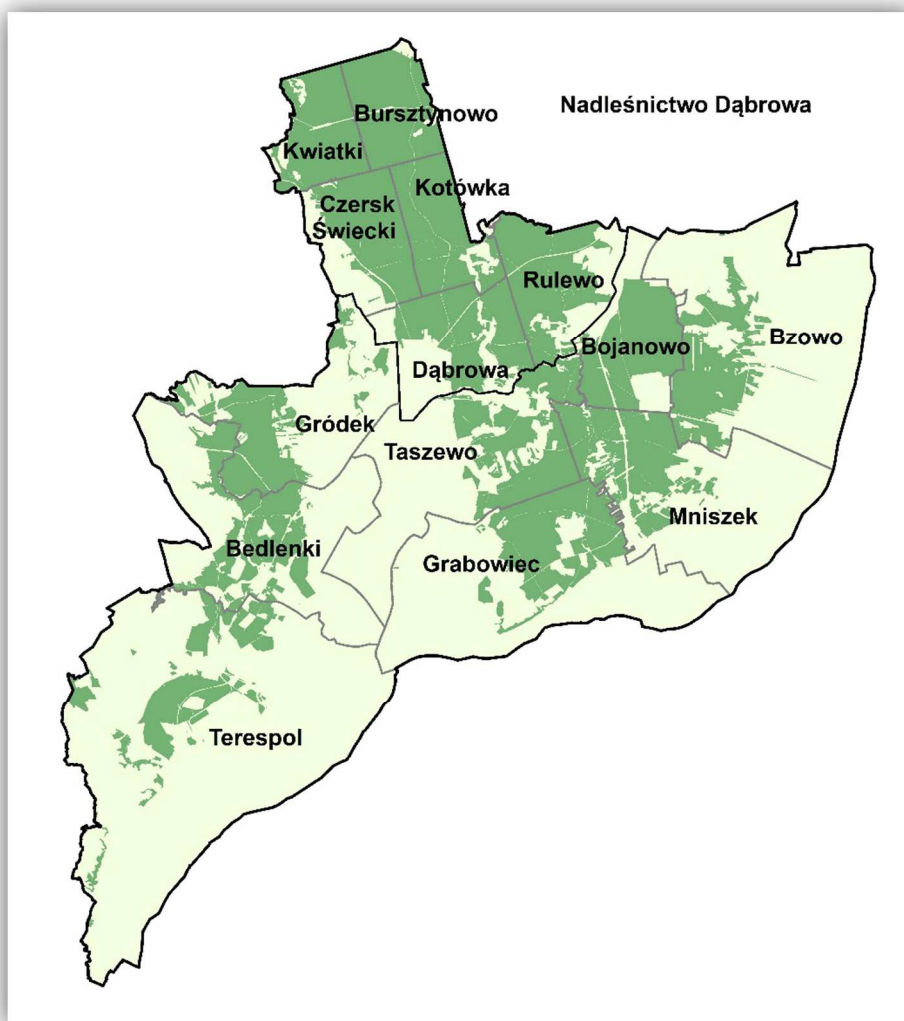 Nadleśnictwo Dąbrowa
Bursztynowo
Kwiatki
Kotówka
Czersk
Świecki
Rulewo
Bzowo
Bojanowo
Dąbrowa
Gródek
Taszewo
Mniszek
Bedlenki
Grabowiec
Terespol